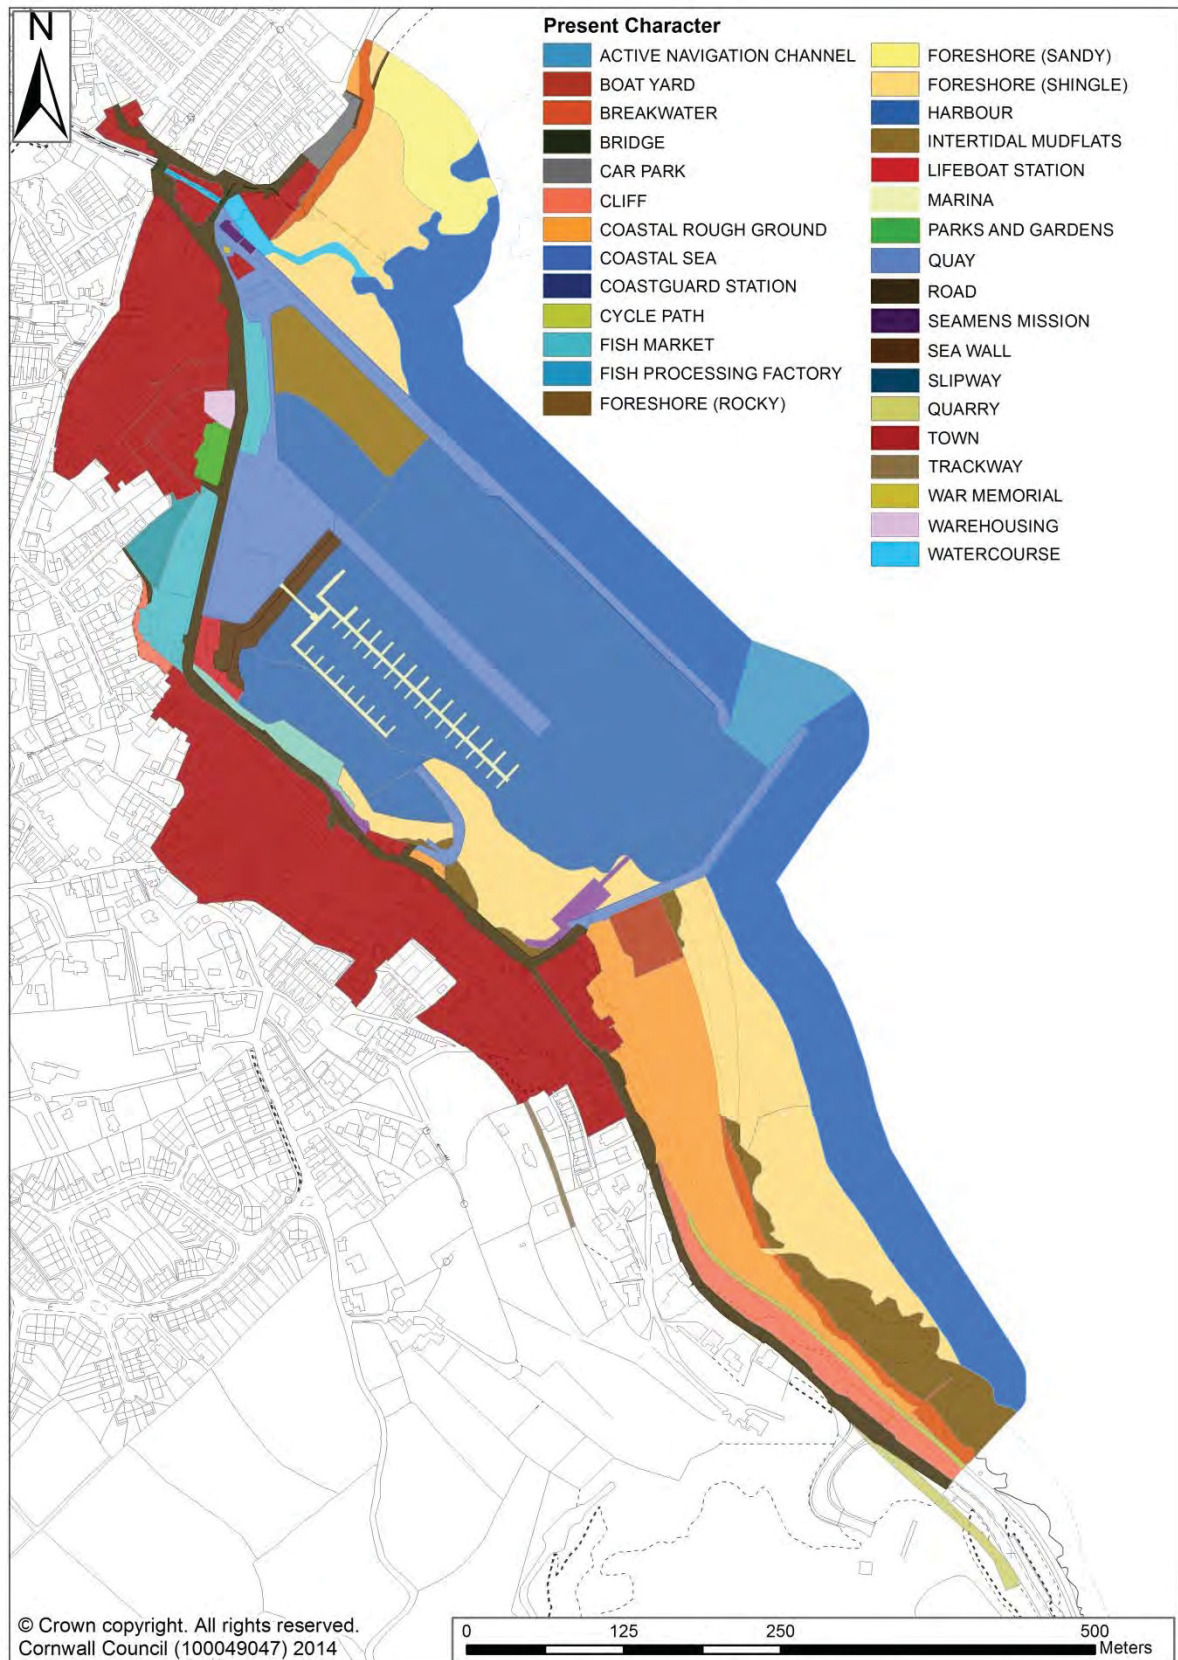 N
Present Character
ACTIVE NAVIGATION CHANNEL
BOAT YARD
BREAKWATER
BRIDGE
CAR PARK
CLIFF
COASTAL ROUGH GROUND
COASTAL SEA
COASTGUARD STATION
CYCLE PATH
FISH MARKET
FISH PROCESSING FACTORY
FORESHORE (ROCKY)
FORESHORE (SANDY)
FORESHORE (SHINGLE)
HARBOUR
INTERTIDAL MUDFLATS
LIFEBOAT STATION
MARINA
PARKS AND GARDENS
QUAY
ROAD
SEAMENS MISSION
SEA WALL
SLIPWAY
QUARRY
TOWN
TRACKWAY
WAR MEMORIAL
WAREHOUSING
WATERCOURSE
© Crown copyright. All rights reserved.
Cornwall Council (100049047) 2014
0 125 250 500
Meters